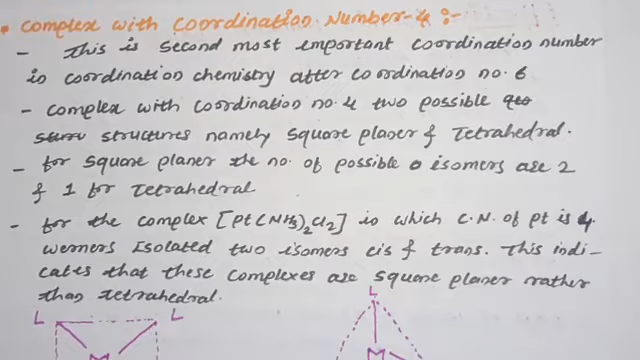 • Complex with Coordination Number-4 :-
- This is second most important coordination number
in coordination chemistry after coordination no. 6
- complex with coordination no. 4 two possible
structures namely square planer & Tetrahedral.
- for square planer the no. of possible isomers are 2
& 1 for Tetrahedral
- for the complex [Pt(NH3)2Cl2] in which C.N. of Pt is 4.
werners Isolated two isomers cis & trans. This indi-
cates that these complexes are square planer rather
than tetrahedral.
L L L
M M